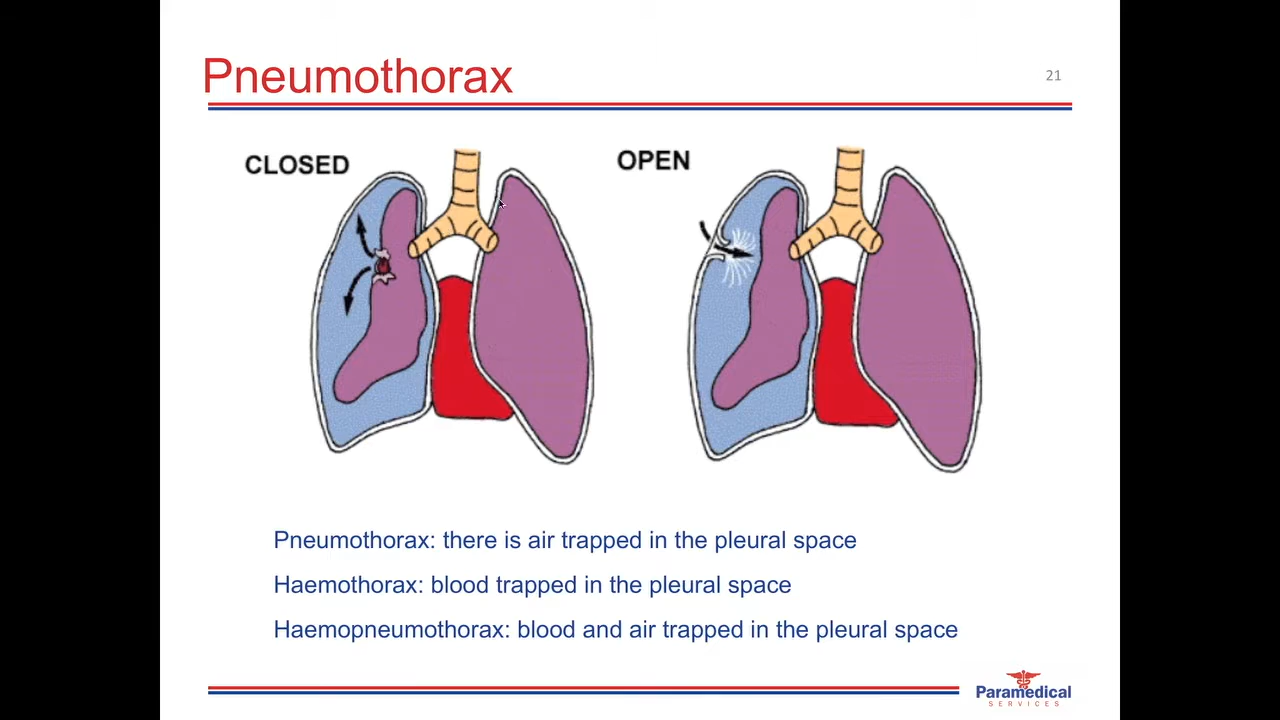 Pneumothorax
21
CLOSED
OPEN
Pneumothorax: there is air trapped in the pleural space
Haemothorax: blood trapped in the pleural space
Haemopneumothorax: blood and air trapped in the pleural space
Paramedical
SERVICES